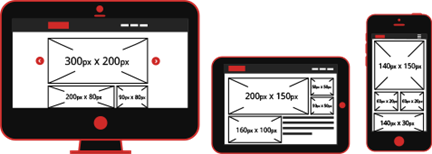 300px x 200px
200px x 80px
90px x 80px
200px x 150px
160px x 100px
140px x 150px
140px x 30px